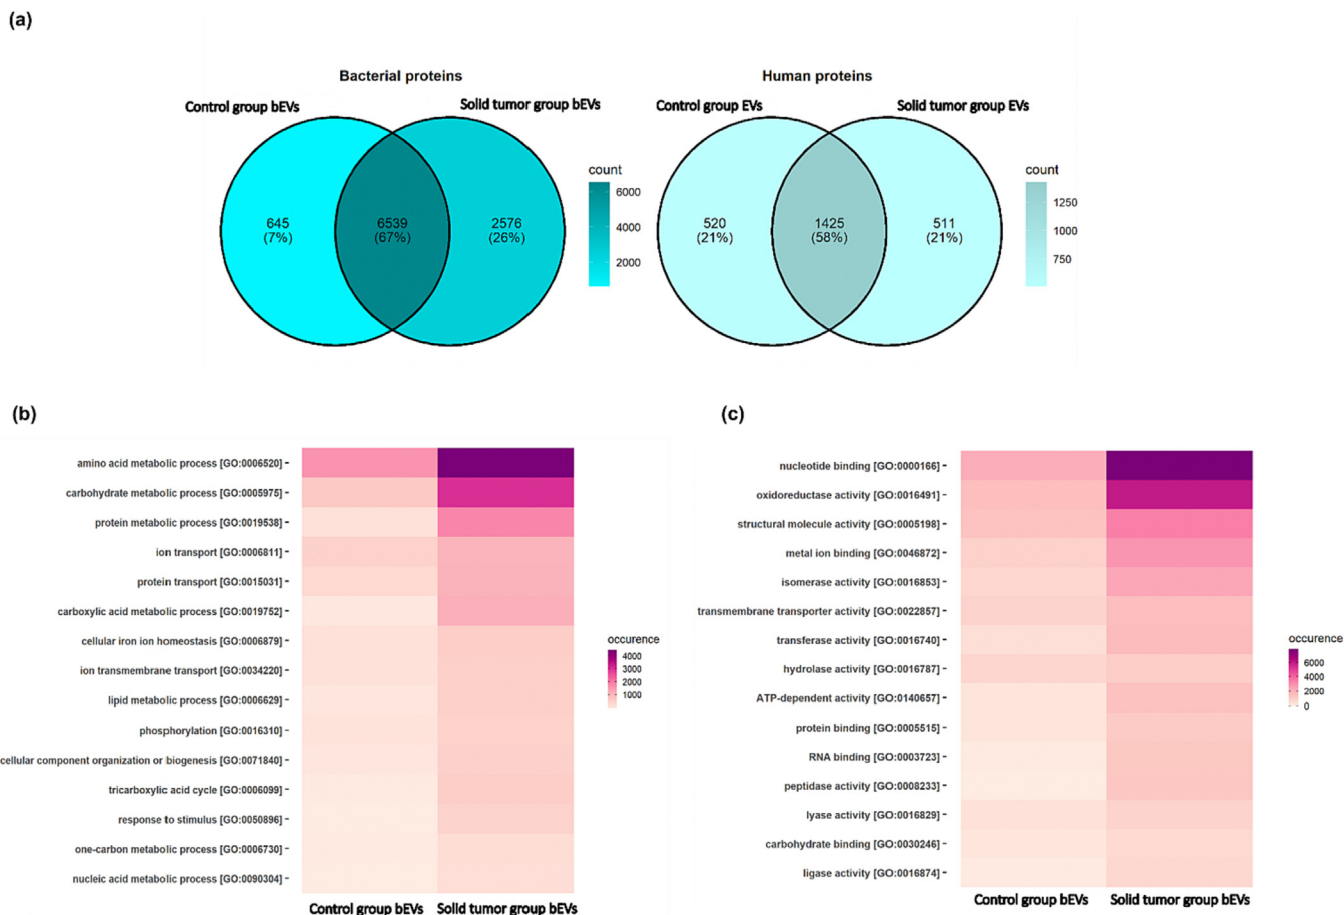 (a)
Bacterial proteins
Control group bEVs
Solid tumor group bEVs
645
(7%)
6539
(67%)
2576
(26%)
count
6000
4000
2000
Human proteins
Control group EVs
Solid tumor group EVs
520
(21%)
1425
(58%)
511
(21%)
count
1250
1000
750
(b)
amino acid metabolic process [GO:0006520]
carbohydrate metabolic process [GO:0005975]
protein metabolic process [GO:0019538]
ion transport [GO:0006811]
protein transport [GO:0015031]
carboxylic acid metabolic process [GO:0019752]
cellular iron ion homeostasis [GO:0006879]
ion transmembrane transport [GO:0034220]
lipid metabolic process [GO:0006629]
phosphorylation [GO:0016310]
cellular component organization or biogenesis [GO:0071840]
tricarboxylic acid cycle [GO:0006099]
response to stimulus [GO:0050896]
one-carbon metabolic process [GO:0006730]
nucleic acid metabolic process [GO:0090304]
Control group bEVs
Solid tumor group bEVs
occurence
4000
3000
2000
1000
(c)
nucleotide binding [GO:0000166]
oxidoreductase activity [GO:0016491]
structural molecule activity [GO:0005198]
metal ion binding [GO:0046872]
isomerase activity [GO:0016853]
transmembrane transporter activity [GO:0022857]
transferase activity [GO:0016740]
hydrolase activity [GO:0016787]
ATP-dependent activity [GO:0140657]
protein binding [GO:0005515]
RNA binding [GO:0003723]
peptidase activity [GO:0008233]
lyase activity [GO:0016829]
carbohydrate binding [GO:0030246]
ligase activity [GO:0016874]
Control group bEVs
Solid tumor group bEVs
occurence
6000
4000
2000
0